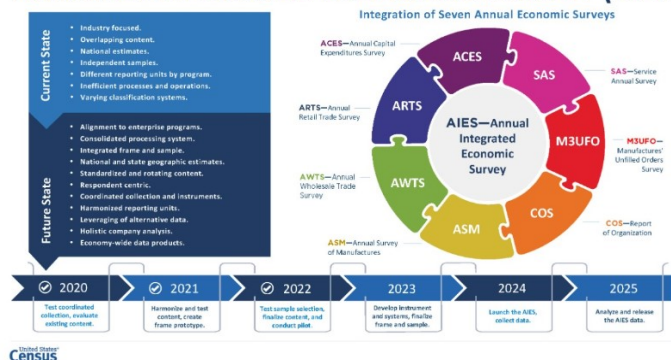 Integration of Seven Annual Economic Surveys
Current State
• Industry focused.
• Overlapping content.
• National estimates.
• Independent samples.
• Different reporting units by program.
• Inefficient processes and operations.
• Varying classification systems.
Future State
• Alignment to enterprise programs.
• Consolidated processing system.
• Integrated frame and sample.
• National and state geographic estimates.
• Standardized and rotating content.
• Respondent centric.
• Coordinated collection and instruments.
• Harmonized reporting units.
• Leveraging of alternative data.
• Holistic company analysis.
• Economy-wide data products.
ACES—Annual Capital
Expenditures Survey
ARTS—Annual
Retail Trade Survey
AWTS—Annual
Wholesale Trade
Survey
ASM—Annual Survey
of Manufactures
ACES
SAS
ARTS
M3UFO
AWTS
COS
ASM
AIES—Annual
Integrated
Economic
Survey
SAS—Service
Annual Survey
M3UFO—
Manufactures'
Unfilled Orders
Survey
COS—Report
of Organization
2020
2021
2022
2023
2024
2025
Test coordinated
collection, evaluate
existing content.
Harmonize and test
content, create
frame prototype.
Test sample selection,
finalize content, and
conduct pilot.
Develop instrument
and systems, finalize
frame and sample.
Launch the AIES,
collect data.
Analyze and release
the AIES data.
United States®
Census